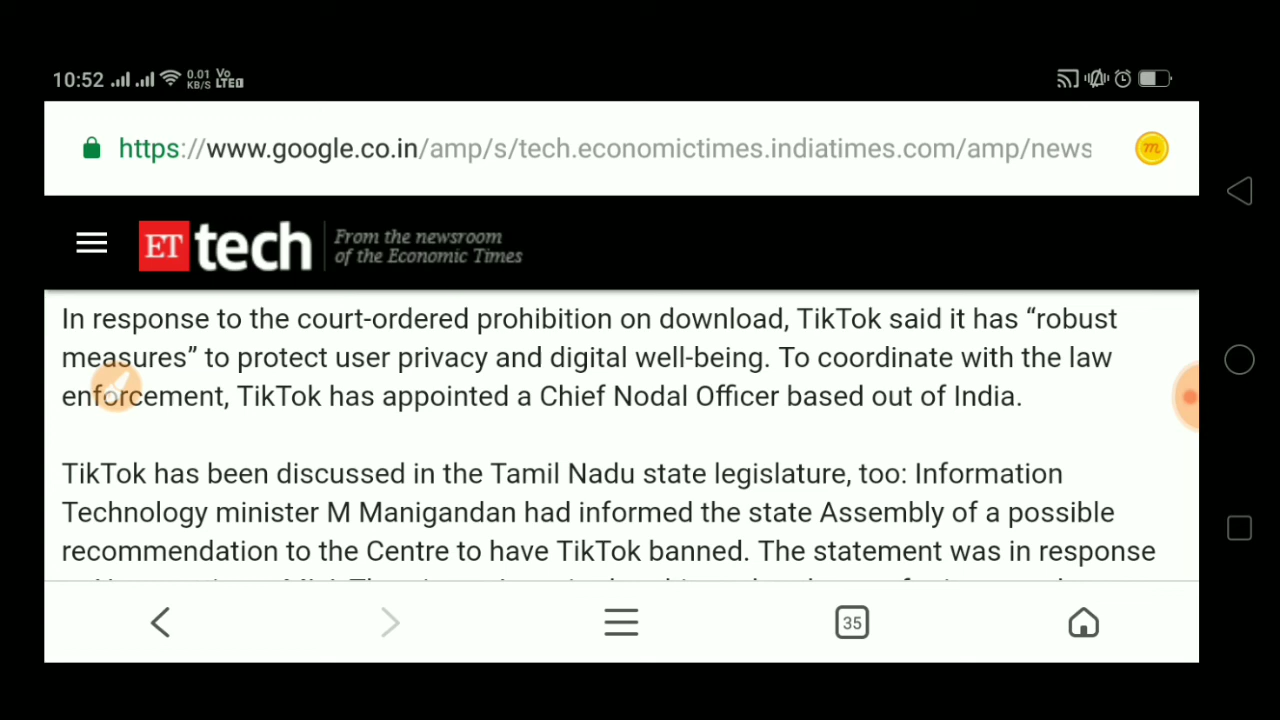 10:52 0.01 KB/S Vo LTE
https://www.google.co.in/amp/s/tech.economictimes.indiatimes.com/amp/news
m
ET tech From the newsroom
of the Economic Times
In response to the court-ordered prohibition on download, TikTok said it has “robust
measures” to protect user privacy and digital well-being. To coordinate with the law
enforcement, TikTok has appointed a Chief Nodal Officer based out of India.
TikTok has been discussed in the Tamil Nadu state legislature, too: Information
Technology minister M Manigandan had informed the state Assembly of a possible
recommendation to the Centre to have TikTok banned. The statement was in response
35